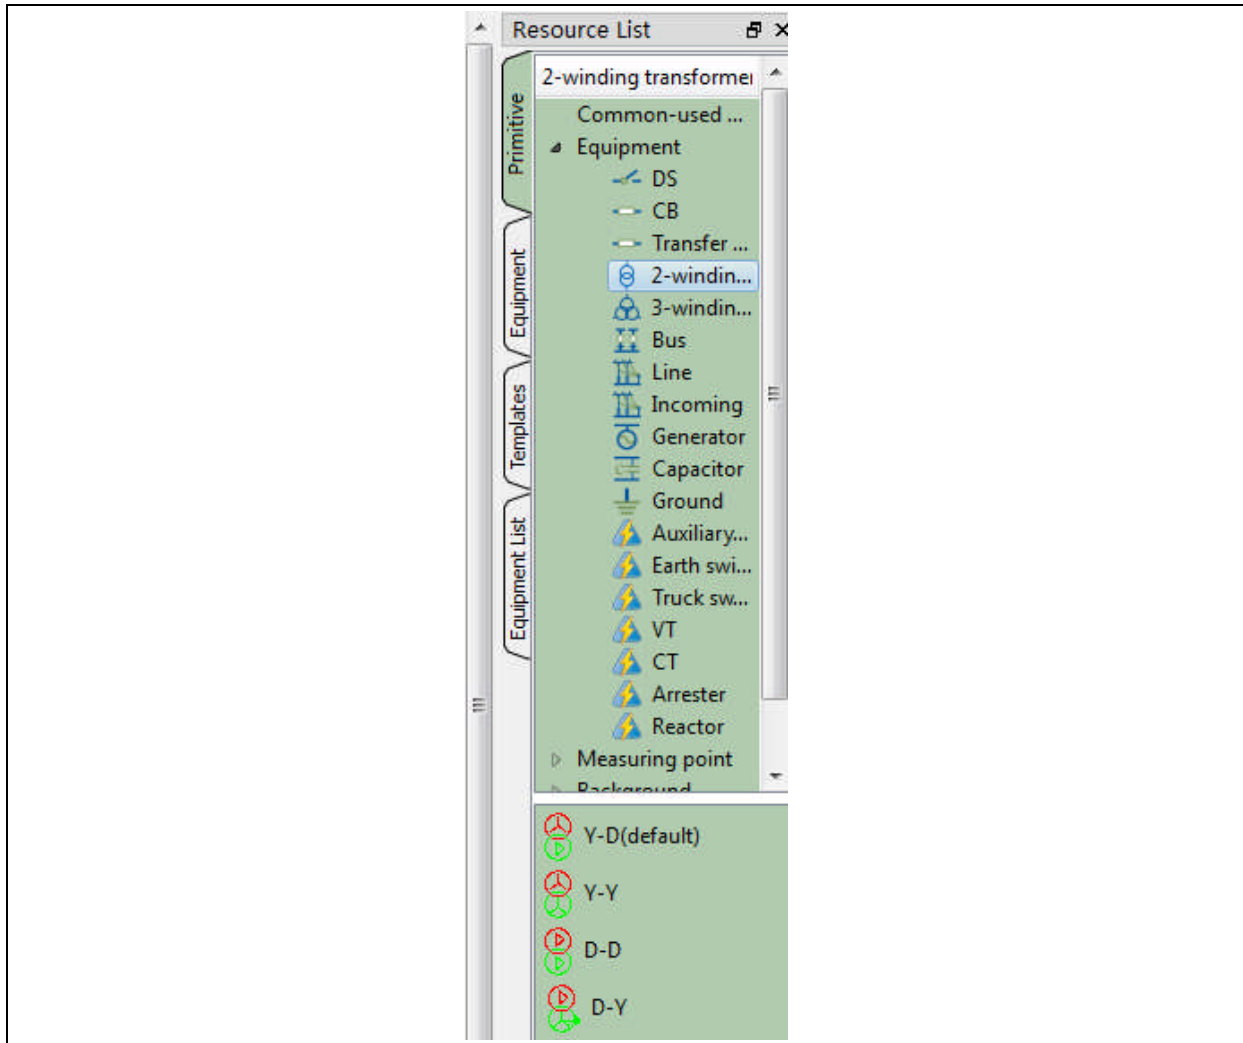 Resource List
Primitive
Equipment
Templates
Equipment List
2-winding transformer
Common-used ...
Equipment
DS
CB
Transfer ...
2-windin...
3-windin...
Bus
Line
Incoming
Generator
Capacitor
Ground
Auxiliary...
Earth swi...
Truck sw...
VT
CT
Arrester
Reactor
Measuring point
Background
Y-D(default)
Y-Y
D-D
D-Y